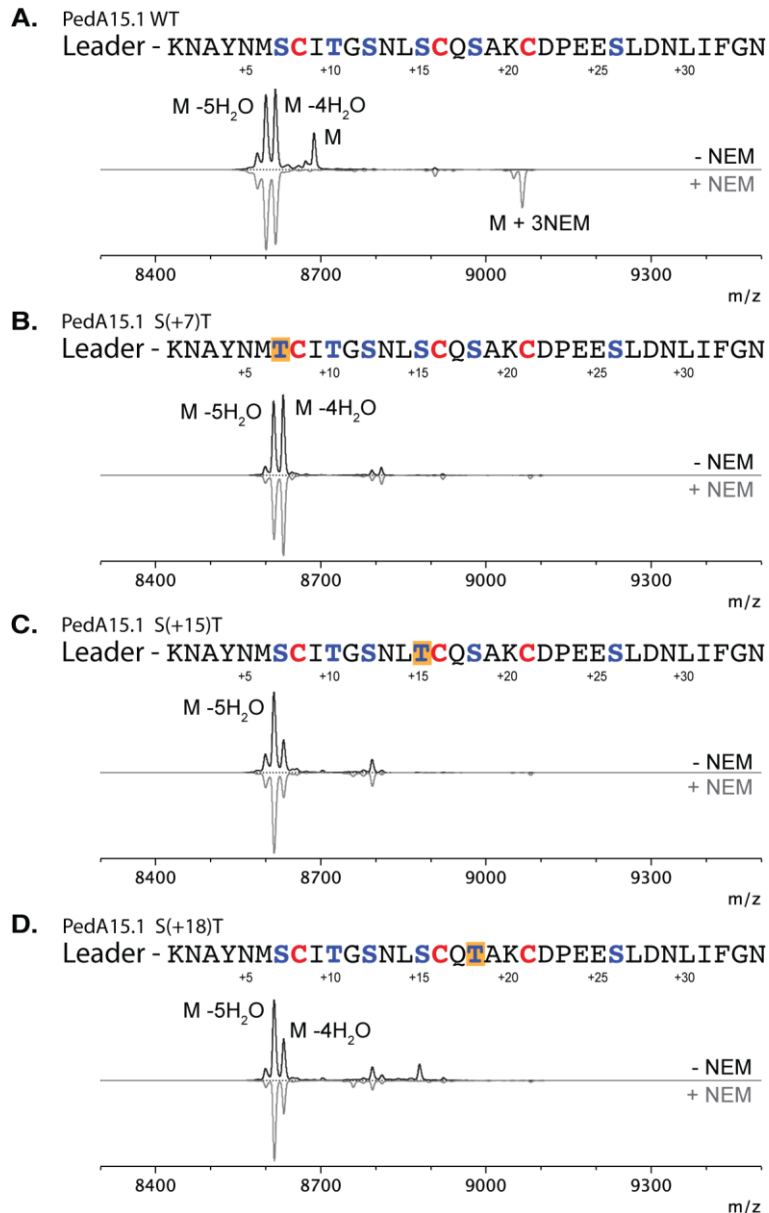 A. PedA15.1 WT
Leader - KNAYNMSCITGSNLSCQSAKCDPEESLDNLIFGN
+5 +10 +15 +20 +25 +30
M -5H₂O M -4H₂O
M
- NEM
+ NEM
M + 3NEM
8400 8700 9000 9300
m/z
B. PedA15.1 S(+7)T
Leader - KNAYNMTCITGSNLSCQSAKCDPEESLDNLIFGN
+5 +10 +15 +20 +25 +30
M -5H₂O M -4H₂O
- NEM
+ NEM
8400 8700 9000 9300
m/z
C. PedA15.1 S(+15)T
Leader - KNAYNMSCITGSNLTCQSAKCDPEESLDNLIFGN
+5 +10 +15 +20 +25 +30
M -5H₂O
- NEM
+ NEM
8400 8700 9000 9300
m/z
D. PedA15.1 S(+18)T
Leader - KNAYNMSCITGSNLSCQTAKCDPEESLDNLIFGN
+5 +10 +15 +20 +25 +30
M -5H₂O
M -4H₂O
- NEM
+ NEM
8400 8700 9000 9300
m/z